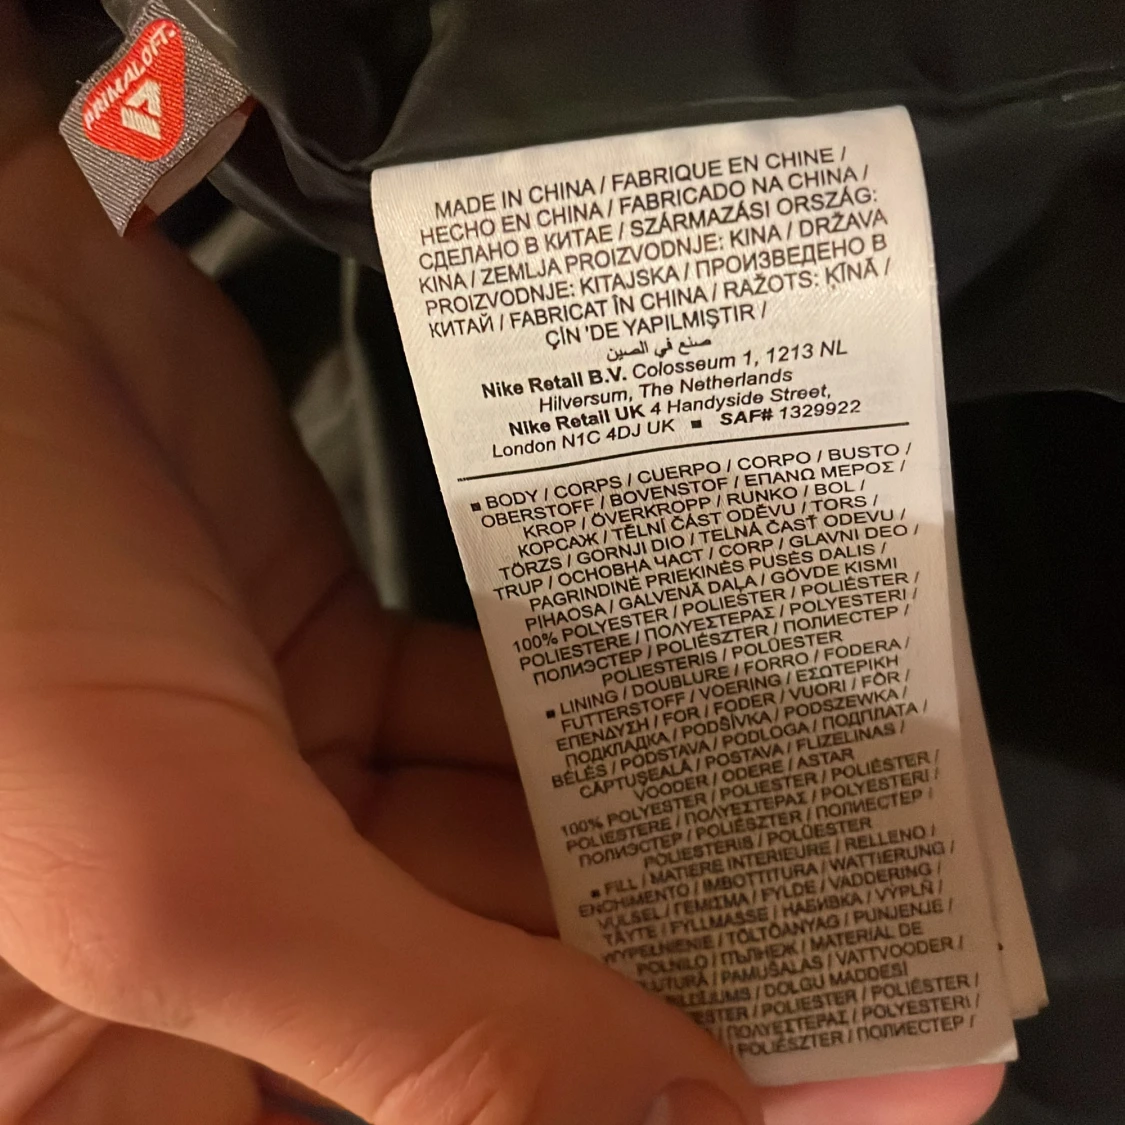 PRIMALOFT
MADE IN CHINA / FABRIQUE EN CHINE /
HECHO EN CHINA / FABRICADO NA CHINA /
СДЕЛАНО В КИТАЕ / SZÁRMAZÁSI ORSZÁG:
KINA / ZEMLJA PROIZVODNJE: KINA / DRŽAVA
PROIZVODNJE: KITAJSKA / ПРОИЗВЕДЕНО В
КИТАЙ / FABRICAT ÎN CHINA / RAŽOTS: ĶĪNĀ /
ÇİN 'DE YAPILMIŞTIR /
صنع في الصين
Nike Retail B.V. Colosseum 1, 1213 NL
Hilversum, The Netherlands
Nike Retail UK 4 Handyside Street,
London N1C 4DJ UK ■ SAF# 1329922
■ BODY / CORPS / CUERPO / CORPO / BUSTO /
OBERSTOFF / BOVENSTOF / ΕΠΑΝΩ ΜΕΡΟΣ /
KROP / ÖVERKROPP / RUNKO / BOL /
КОРСАЖ / TĚLNÍ ČÁST ODĚVU / TORS /
TÖRZS / GORNJI DIO / TELNÁ ČASŤ ODEVU /
TRUP / ОСНОВНА ЧАСТ / CORP / GLAVNI DEO /
PAGRINDINĖ PRIEKINĖS PUSĖS DALIS /
PIHAOSA / GALVENĀ DAĻA / GÖVDE KISMI
100% POLYESTER / POLIESTER / POLIÉSTER /
POLIESTERE / ΠΟΛΥΕΣΤΕΡΑΣ / POLYESTERI /
ПОЛИЭСТЕР / POLIÉSZTER / ПОЛИЕСТЕР /
POLIESTERIS / POLÜESTER
■ LINING / DOUBLURE / FORRO / FODERA /
FUTTERSTOFF / VOERING / ΕΣΩΤΕΡΙΚΗ
ΕΠΕΝΔΥΣΗ / FOR / FODER / VUORI / FÔR /
ПОДКЛАДКА / PODŠÍVKA / PODSZEWKA /
BÉLÉS / PODSTAVA / PODLOGA / ПОДПЛАТА /
CĂPTUŞEALĂ / POSTAVA / FLIZELINAS /
VOODER / ODERE / ASTAR
100% POLYESTER / POLIESTER / POLIÉSTER /
POLIESTERE / ΠΟΛΥΕΣΤΕΡΑΣ / POLYESTERI /
ПОЛИЭСТЕР / POLIÉSZTER / ПОЛИЕСТЕР /
POLIESTERIS / POLÜESTER
■ FILL / MATIERE INTERIEURE / RELLENO /
ENCHIMENTO / IMBOTTITURA / WATTIERUNG /
VULSEL / ΓΕΜΙΣΜΑ / FYLDE / VADDERING /
TÄYTE / FYLLMASSE / НАБИВКА / VÝPLŇ /
WYPEŁNIENIE / TÖLTŐANYAG / PUNJENJE /
POLNILO / ПЪЛНЕЖ / MATERIAL DE
/ PAMUŠALAS / VATTVOODER /
/ DOLGU MADDESİ
/ POLIESTER / POLIÉSTER /
/ ΠΟΛΥΕΣΤΕΡΑΣ / POLYESTERI /
/ POLIÉSZTER / ПОЛИЕСТЕР /